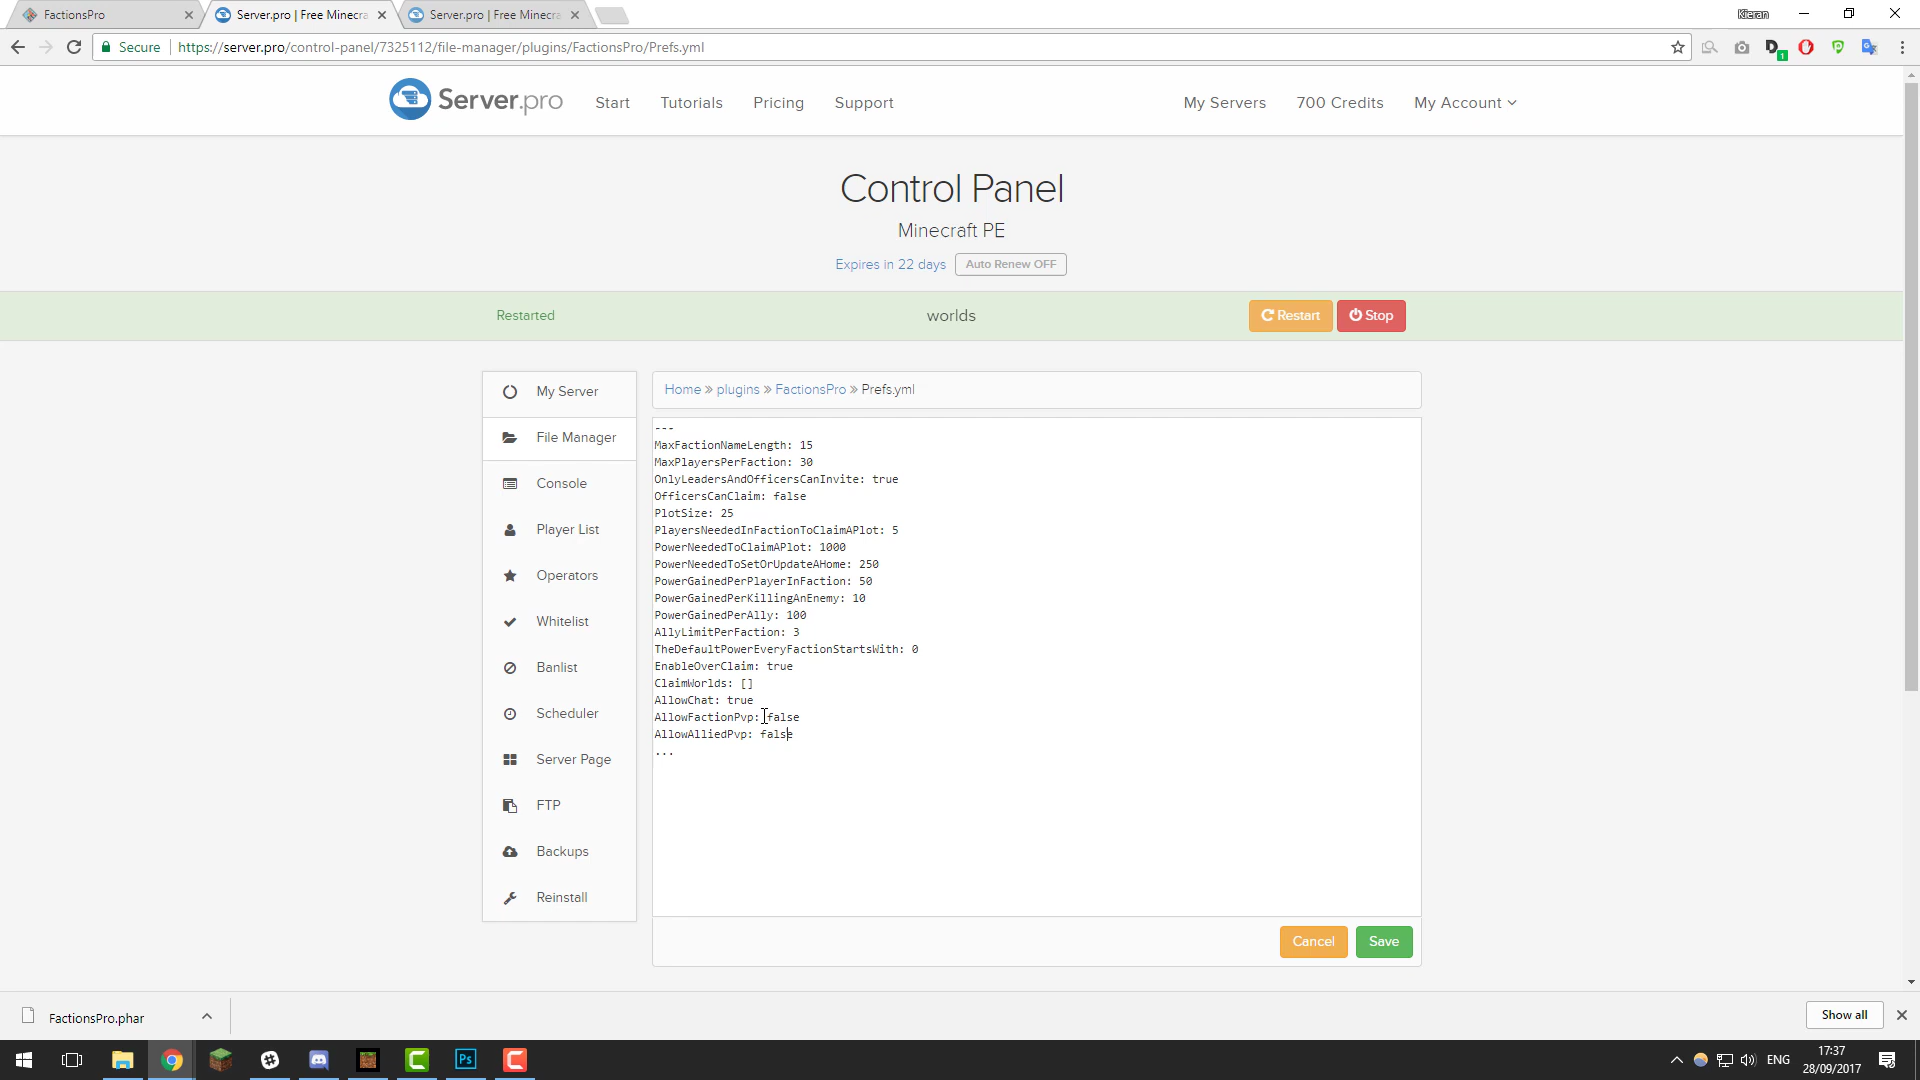 FactionsPro
Server.pro | Free Minecra
Server.pro | Free Minecra
Kieran
Secure
https://server.pro/control-panel/7325112/file-manager/plugins/FactionsPro/Prefs.yml
D
1
Server.pro
Start
Tutorials
Pricing
Support
My Servers
700 Credits
My Account
Control Panel
Minecraft PE
Expires in 22 days
Auto Renew OFF
Restarted
worlds
Restart
Stop
My Server
File Manager
Console
Player List
Operators
Whitelist
Banlist
Scheduler
Server Page
FTP
Backups
Reinstall
Home » plugins » FactionsPro » Prefs.yml
---
MaxFactionNameLength: 15
MaxPlayersPerFaction: 30
OnlyLeadersAndOfficersCanInvite: true
OfficersCanClaim: false
PlotSize: 25
PlayersNeededInFactionToClaimAPlot: 5
PowerNeededToClaimAPlot: 1000
PowerNeededToSetOrUpdateAHome: 250
PowerGainedPerPlayerInFaction: 50
PowerGainedPerKillingAnEnemy: 10
PowerGainedPerAlly: 100
AllyLimitPerFaction: 3
TheDefaultPowerEveryFactionStartsWith: 0
EnableOverClaim: true
ClaimWorlds: []
AllowChat: true
AllowFactionPvp: false
AllowAlliedPvp: false
...
Cancel
Save
FactionsPro.phar
Show all
Ps
ENG
17:37
28/09/2017